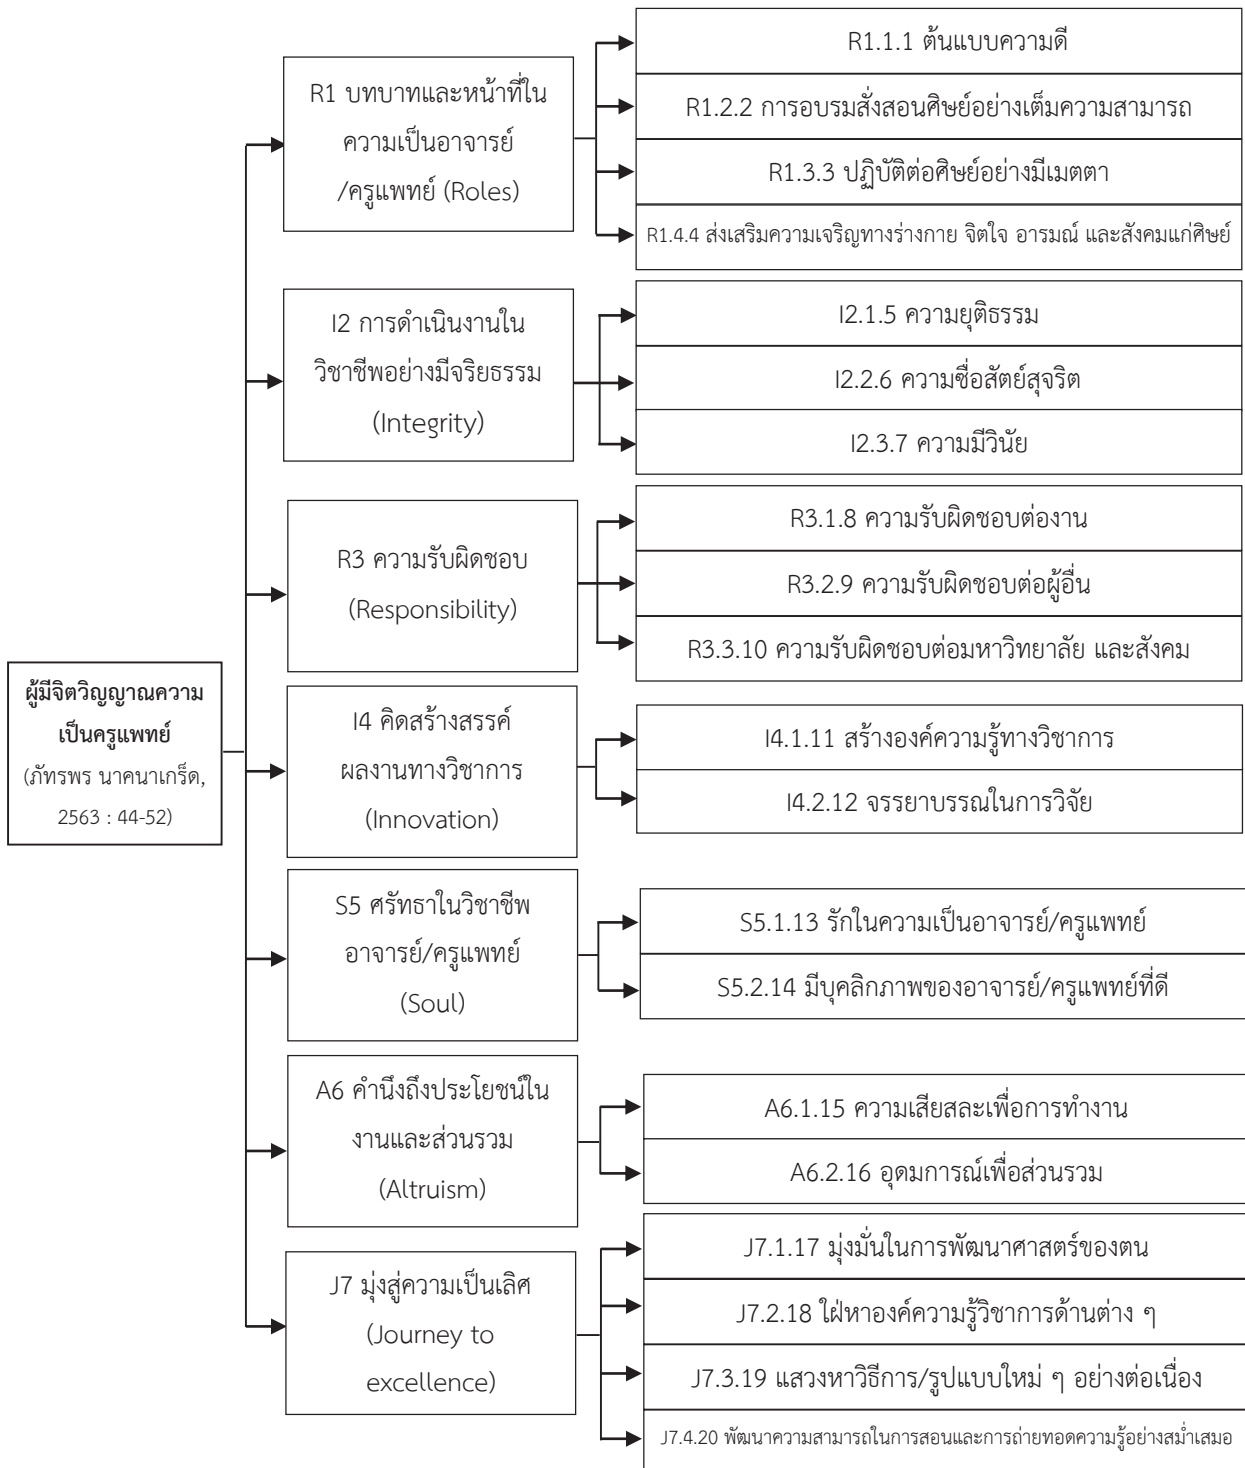 ผู้มีจิตวิญญาณความ
เป็นครูแพทย์
(ภัทรพร นาคนาเกร็ด,
2563 : 44-52)
R1 บทบาทและหน้าที่ใน
ความเป็นอาจารย์
/ครูแพทย์ (Roles)
R1.1.1 ต้นแบบความดี
R1.2.2 การอบรมสั่งสอนศิษย์อย่างเต็มความสามารถ
R1.3.3 ปฏิบัติต่อศิษย์อย่างมีเมตตา
R1.4.4 ส่งเสริมความเจริญทางร่างกาย จิตใจ อารมณ์ และสังคมแก่ศิษย์
I2 การดำเนินงานใน
วิชาชีพอย่างมีจริยธรรม
(Integrity)
I2.1.5 ความยุติธรรม
I2.2.6 ความซื่อสัตย์สุจริต
I2.3.7 ความมีวินัย
R3 ความรับผิดชอบ
(Responsibility)
R3.1.8 ความรับผิดชอบต่องาน
R3.2.9 ความรับผิดชอบต่อผู้อื่น
R3.3.10 ความรับผิดชอบต่อมหาวิทยาลัย และสังคม
I4 คิดสร้างสรรค์
ผลงานทางวิชาการ
(Innovation)
I4.1.11 สร้างองค์ความรู้ทางวิชาการ
I4.2.12 จรรยาบรรณในการวิจัย
S5 ศรัทธาในวิชาชีพ
อาจารย์/ครูแพทย์
(Soul)
S5.1.13 รักในความเป็นอาจารย์/ครูแพทย์
S5.2.14 มีบุคลิกภาพของอาจารย์/ครูแพทย์ที่ดี
A6 คำนึงถึงประโยชน์ใน
งานและส่วนรวม
(Altruism)
A6.1.15 ความเสียสละเพื่อการทำงาน
A6.2.16 อุดมการณ์เพื่อส่วนรวม
J7 มุ่งสู่ความเป็นเลิศ
(Journey to
excellence)
J7.1.17 มุ่งมั่นในการพัฒนาศาสตร์ของตน
J7.2.18 ใฝ่หาองค์ความรู้วิชาการด้านต่าง ๆ
J7.3.19 แสวงหาวิธีการ/รูปแบบใหม่ ๆ อย่างต่อเนื่อง
J7.4.20 พัฒนาความสามารถในการสอนและการถ่ายทอดความรู้อย่างสม่ำเสมอ